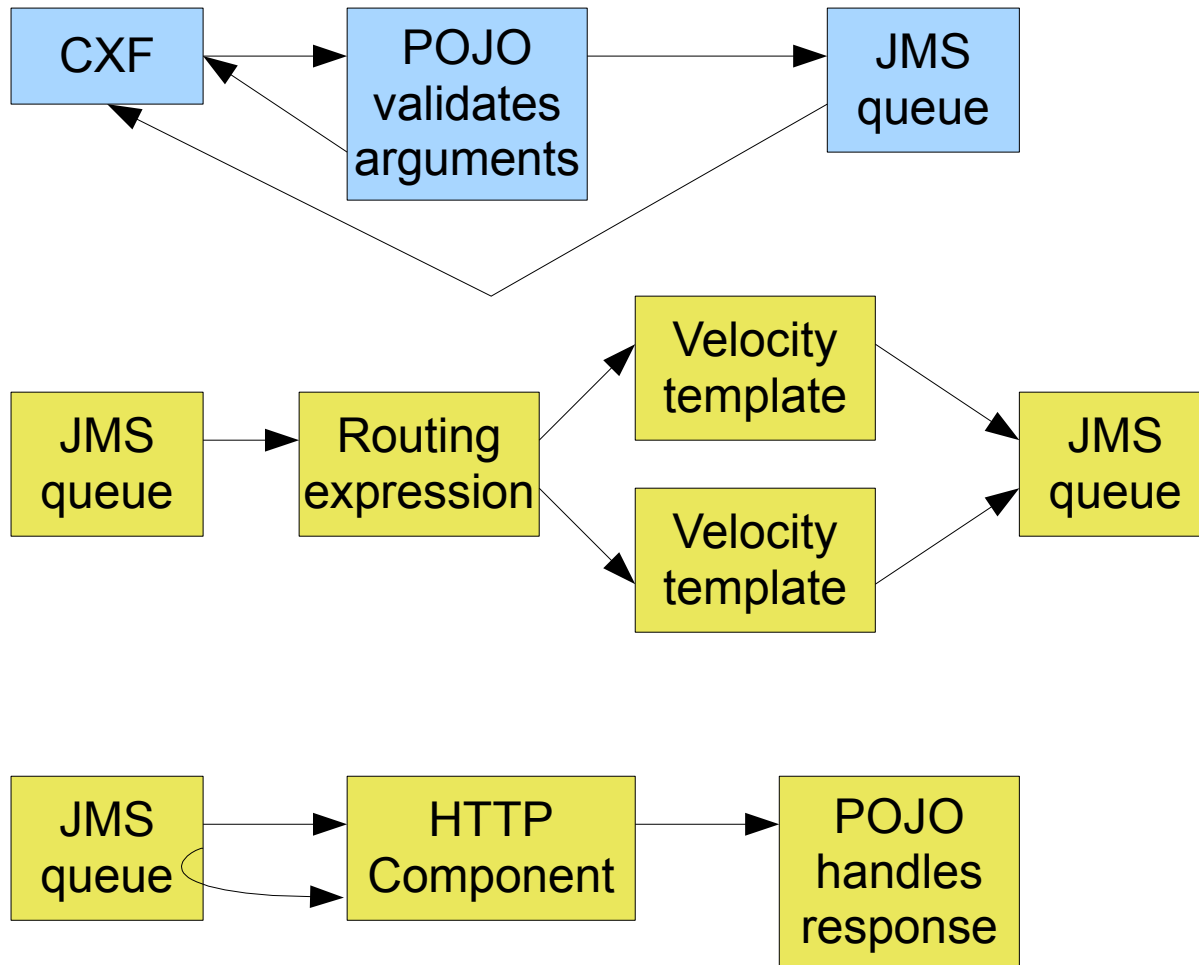 CXF
POJO
validates
arguments
JMS
queue
JMS
queue
Routing
expression
Velocity
template
Velocity
template
JMS
queue
JMS
queue
HTTP
Component
POJO
handles
response